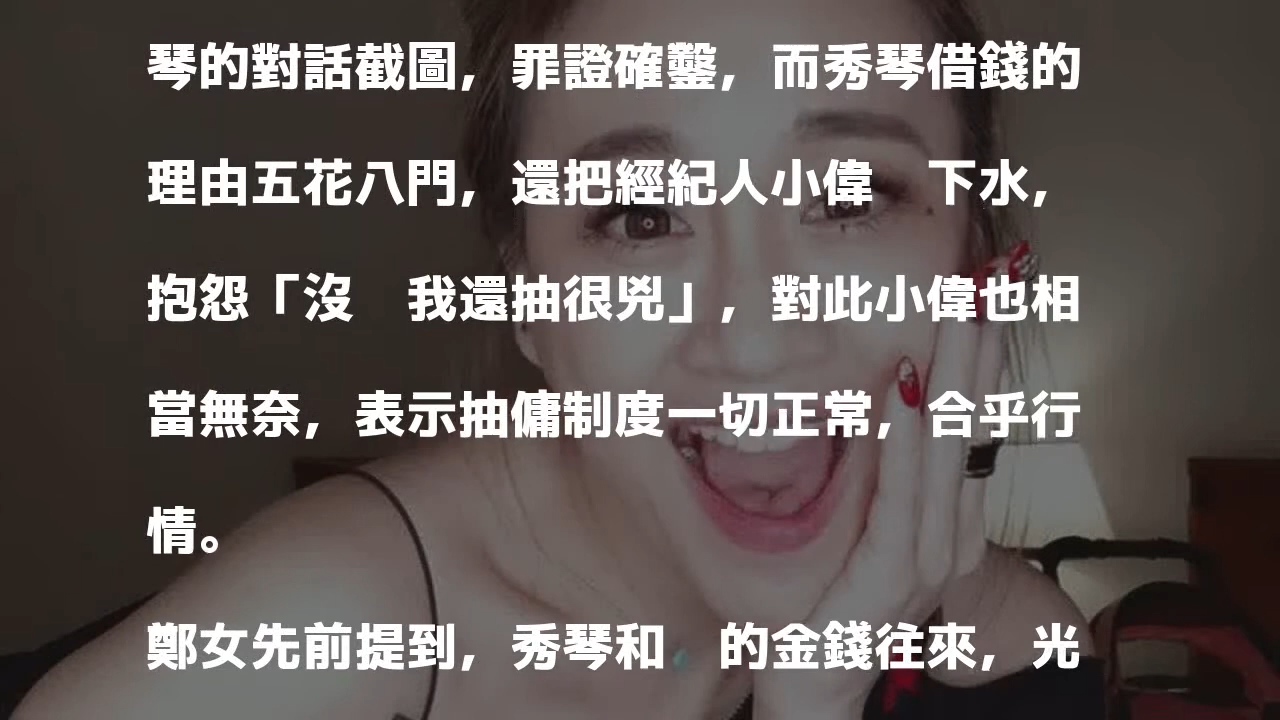 琴的對話截圖，罪證確鑿，而秀琴借錢的
理由五花八門，還把經紀人小偉　下水，
抱怨「沒　我還抽很兇」，對此小偉也相
當無奈，表示抽傭制度一切正常，合乎行
情。
鄭女先前提到，秀琴和　的金錢往來，光